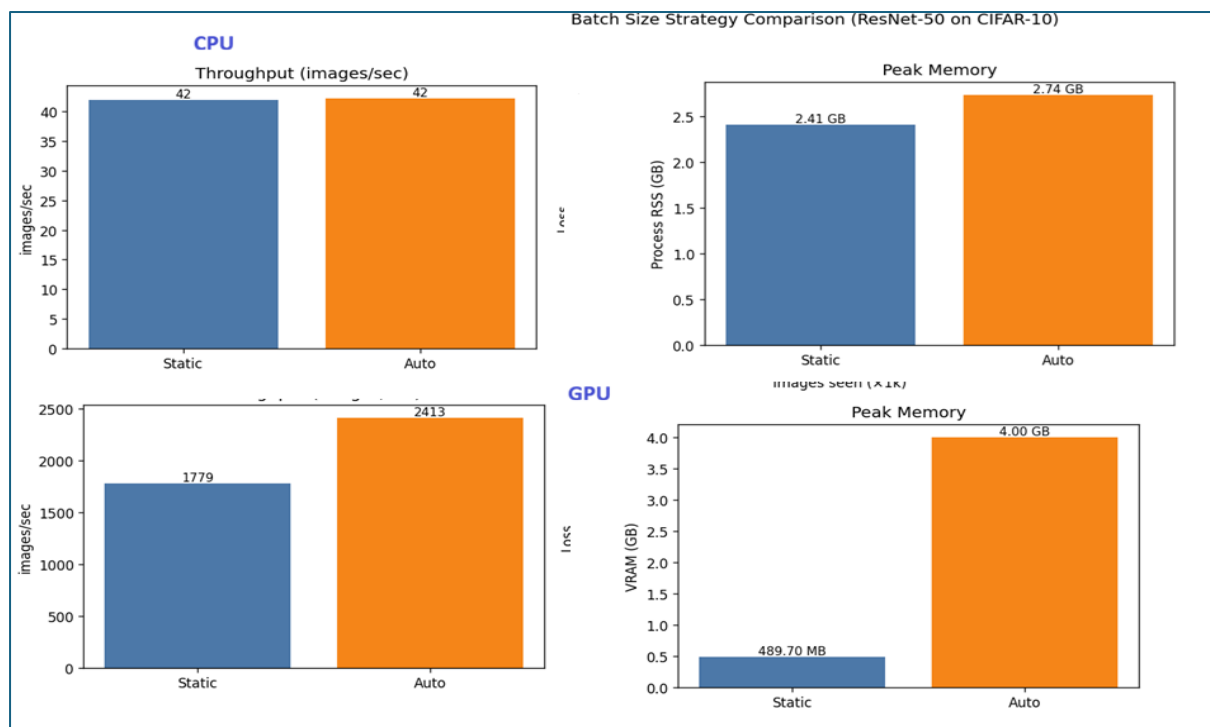 Batch Size Strategy Comparison (ResNet-50 on CIFAR-10)
CPU
Throughput (images/sec)
42
42
40
35
30
25
20
15
10
5
0
images/sec
Static
Auto
Loss
Peak Memory
2.41 GB
2.74 GB
2.5
2.0
1.5
1.0
0.5
0.0
Process RSS (GB)
Static
Auto
GPU
1779
2413
2500
2000
1500
1000
500
0
images/sec
Static
Auto
Loss
images seen (×1k)
Peak Memory
489.70 MB
4.00 GB
4.0
3.5
3.0
2.5
2.0
1.5
1.0
0.5
0.0
VRAM (GB)
Static
Auto